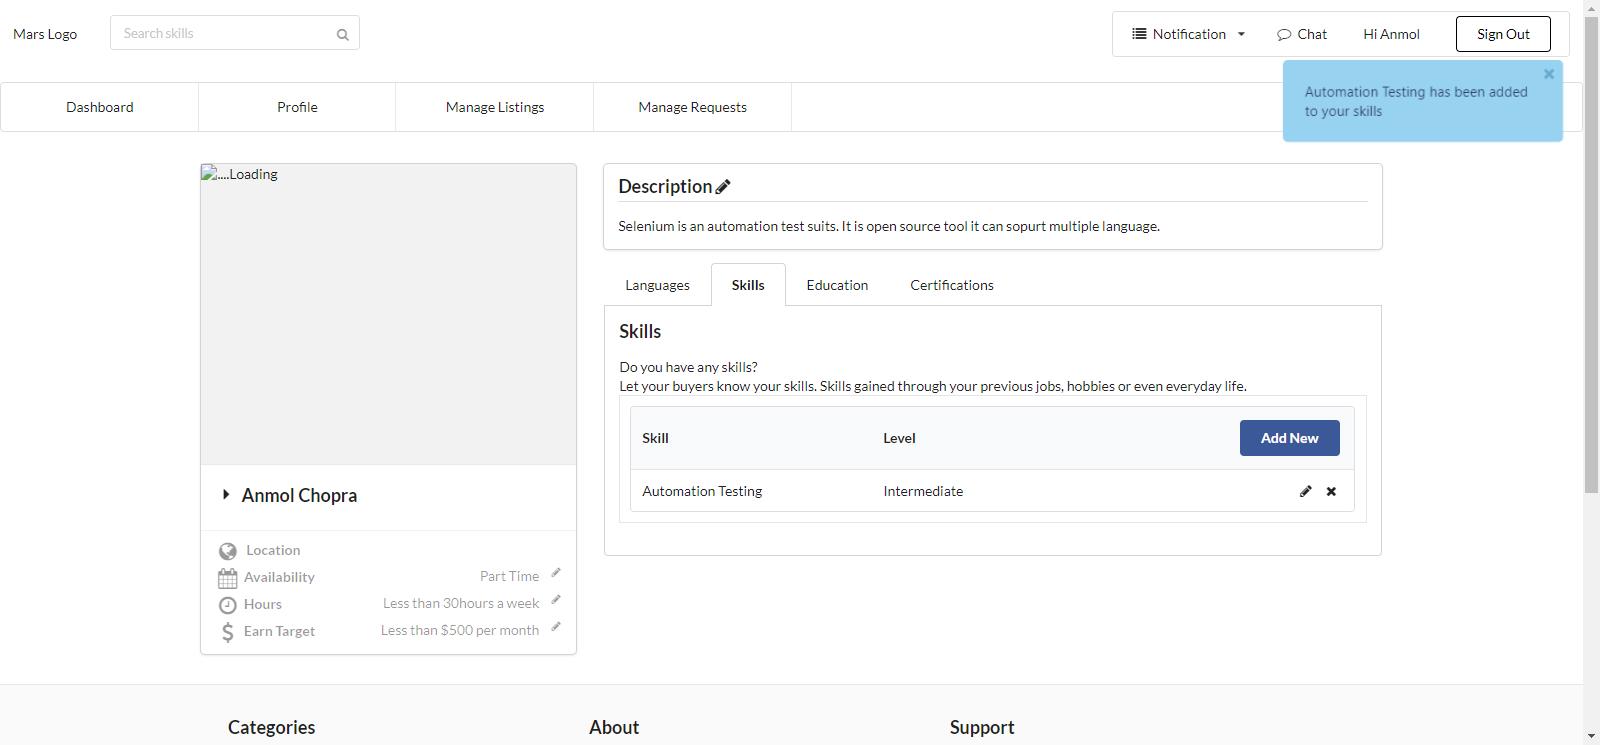 Mars Logo
Search skills
Notification
Chat
Hi Anmol
Sign Out
Automation Testing has been added
to your skills
Dashboard
Profile
Manage Listings
Manage Requests
....Loading
Anmol Chopra
Location
Availability
Part Time
Hours
Less than 30hours a week
Earn Target
Less than $500 per month
Description
Selenium is an automation test suits. It is open source tool it can sopurt multiple language.
Languages
Skills
Education
Certifications
Skills
Do you have any skills?
Let your buyers know your skills. Skills gained through your previous jobs, hobbies or even everyday life.
Skill
Level
Add New
Automation Testing
Intermediate
Categories
About
Support